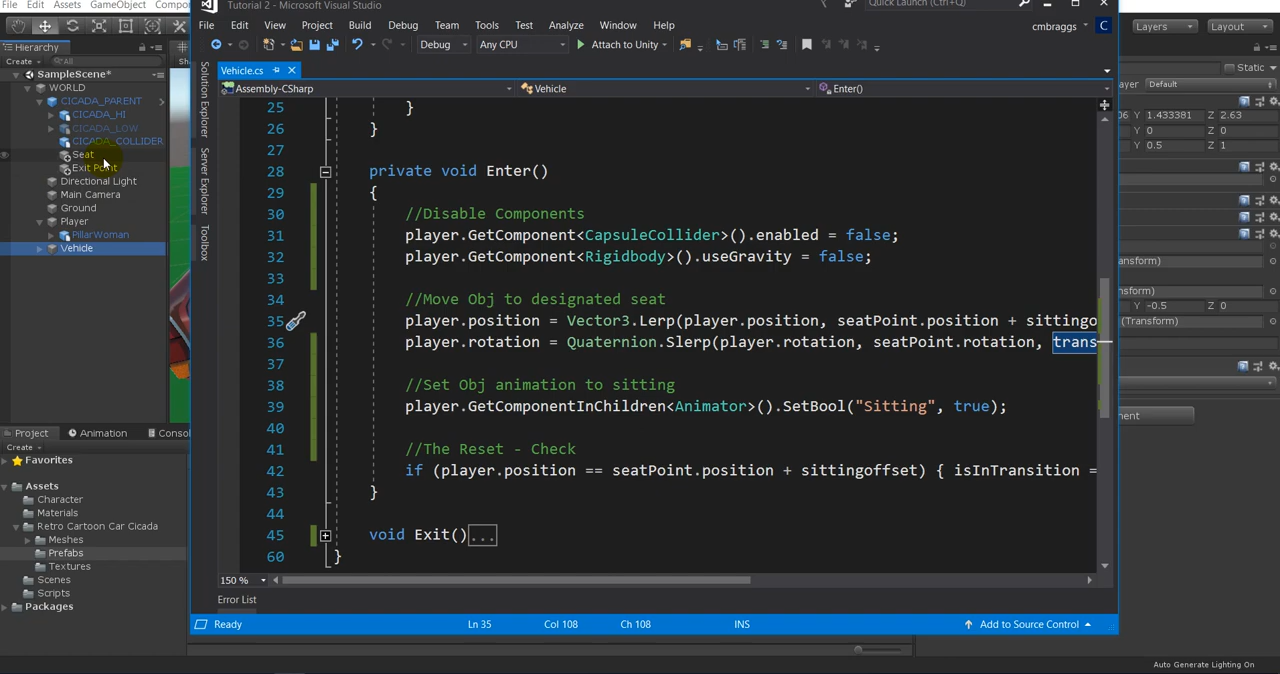 File Edit Assets GameObject Compo
Tutorial 2 - Microsoft Visual Studio
Quick Launch (Ctrl+Q)
File Edit View Project Build Debug Team Tools Test Analyze Window Help
cmbraggs C
Debug Any CPU Attach to Unity
Layers Layout
Hierarchy
Create All
SampleScene*
WORLD
CICADA_PARENT
CICADA_HI
CICADA_LOW
CICADA_COLLIDER
Seat
Exit Point
Directional Light
Main Camera
Ground
Player
PillarWoman
Vehicle
Solution Explorer
Server Explorer
Toolbox
Vehicle.cs
Assembly-CSharp Vehicle Enter()
25 }
26 }
27
28 private void Enter()
29 {
30 //Disable Components
31 player.GetComponent<CapsuleCollider>().enabled = false;
32 player.GetComponent<Rigidbody>().useGravity = false;
33
34 //Move Obj to designated seat
35 player.position = Vector3.Lerp(player.position, seatPoint.position + sittingo
36 player.rotation = Quaternion.Slerp(player.rotation, seatPoint.rotation, trans
37
38 //Set Obj animation to sitting
39 player.GetComponentInChildren<Animator>().SetBool("Sitting", true);
40
41 //The Reset - Check
42 if (player.position == seatPoint.position + sittingoffset) { isInTransition =
43 }
44
45 void Exit()...
60 }
150 %
Error List
Ready Ln 35 Col 108 Ch 108 INS Add to Source Control
Project Animation Consol
Create
Favorites
Assets
Character
Materials
Retro Cartoon Car Cicada
Meshes
Prefabs
Textures
Scenes
Scripts
Packages
Static
ayer Default
06 Y 1.433381 Z 2.63
Y 0 Z 0
Y 0.5 Z 1
Transform)
ransform)
Y -0.5 Z 0
(Transform)
nent
Auto Generate Lighting On